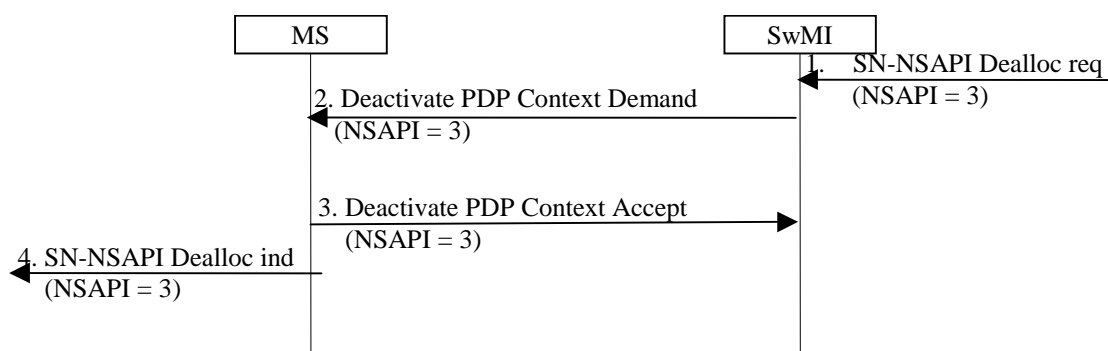 MS
SwMI
1. SN-NSAPI Dealloc req
(NSAPI = 3)
2. Deactivate PDP Context Demand
(NSAPI = 3)
3. Deactivate PDP Context Accept
(NSAPI = 3)
4. SN-NSAPI Dealloc ind
(NSAPI = 3)